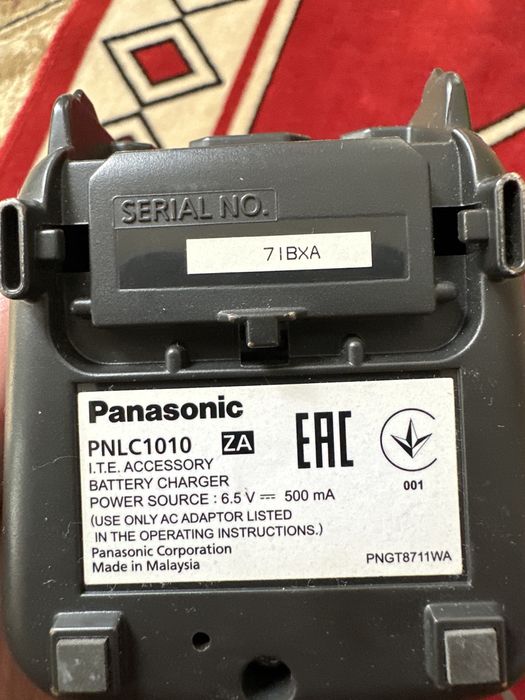 SERIAL NO.
7IBXA
Panasonic
PNLC1010 ZA
EAC
I.T.E. ACCESSORY
BATTERY CHARGER
POWER SOURCE : 6.5 V ⎓ 500 mA
(USE ONLY AC ADAPTOR LISTED
IN THE OPERATING INSTRUCTIONS.)
Panasonic Corporation
Made in Malaysia
001
PNGT8711WA